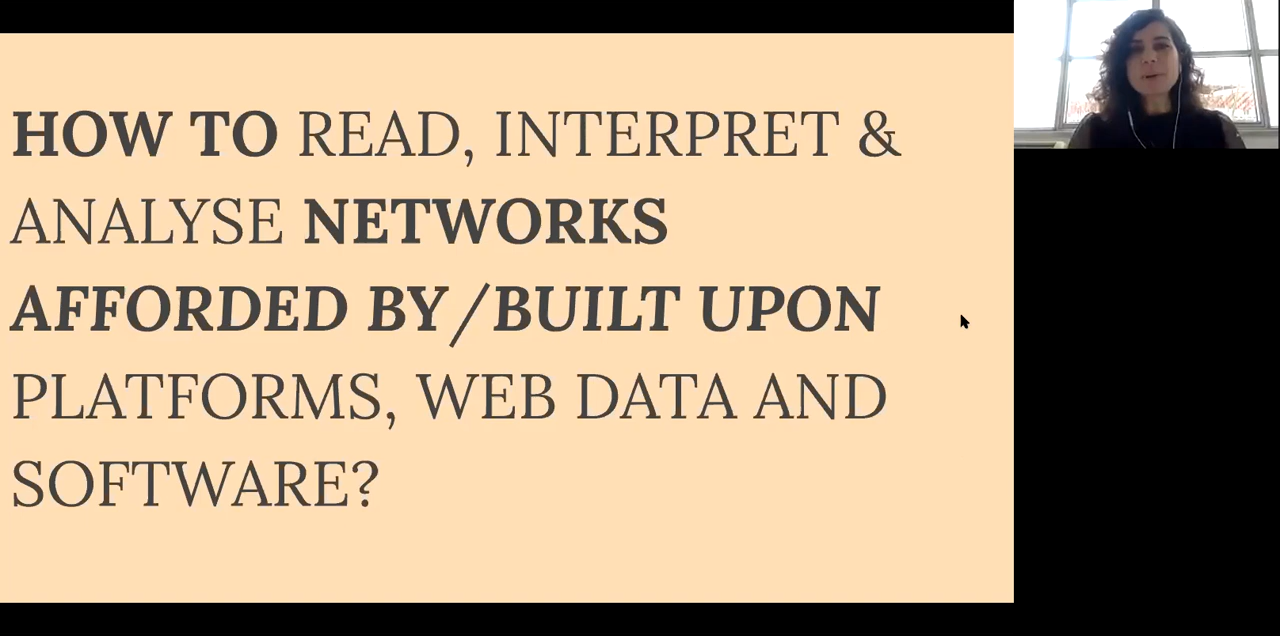 HOW TO READ, INTERPRET &
ANALYSE NETWORKS
AFFORDED BY/BUILT UPON
PLATFORMS, WEB DATA AND
SOFTWARE?